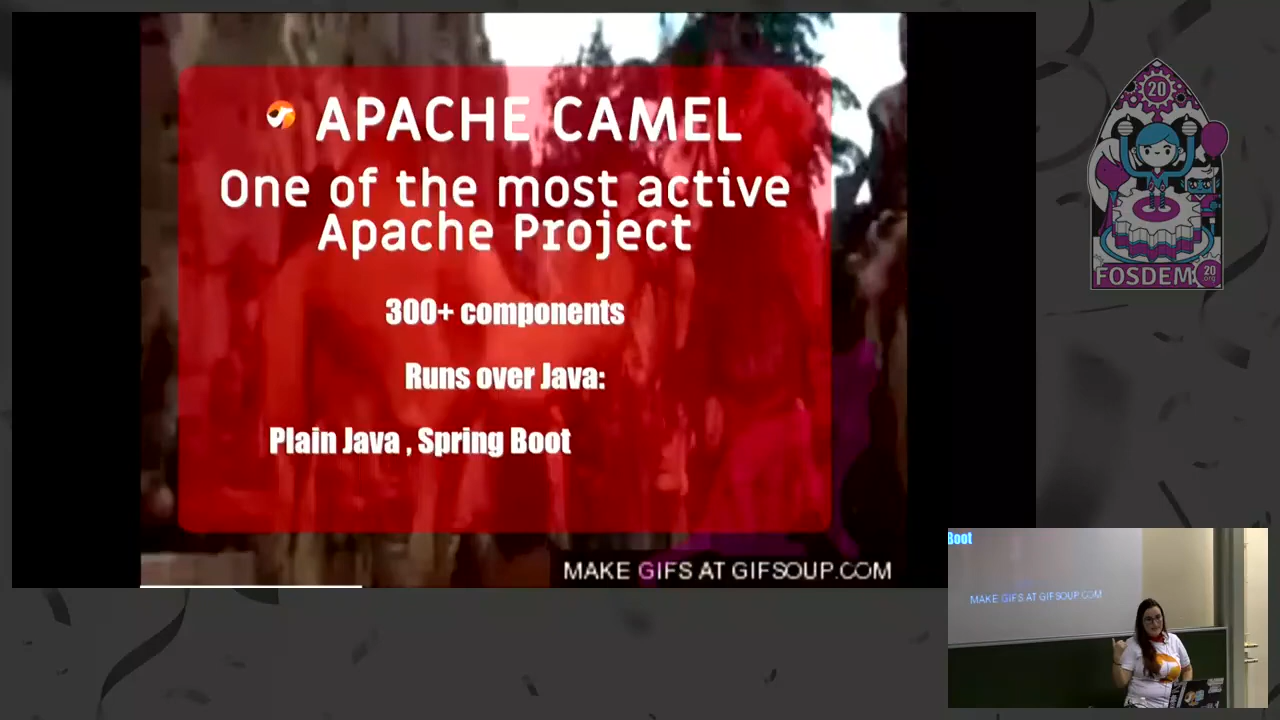 APACHE CAMEL
One of the most active
Apache Project
300+ components
Runs over Java:
Plain Java , Spring Boot
MAKE GIFS AT GIFSOUP.COM
20
FOSDEM
20
.org
Boot
MAKE GIFS AT GIFSOUP.COM